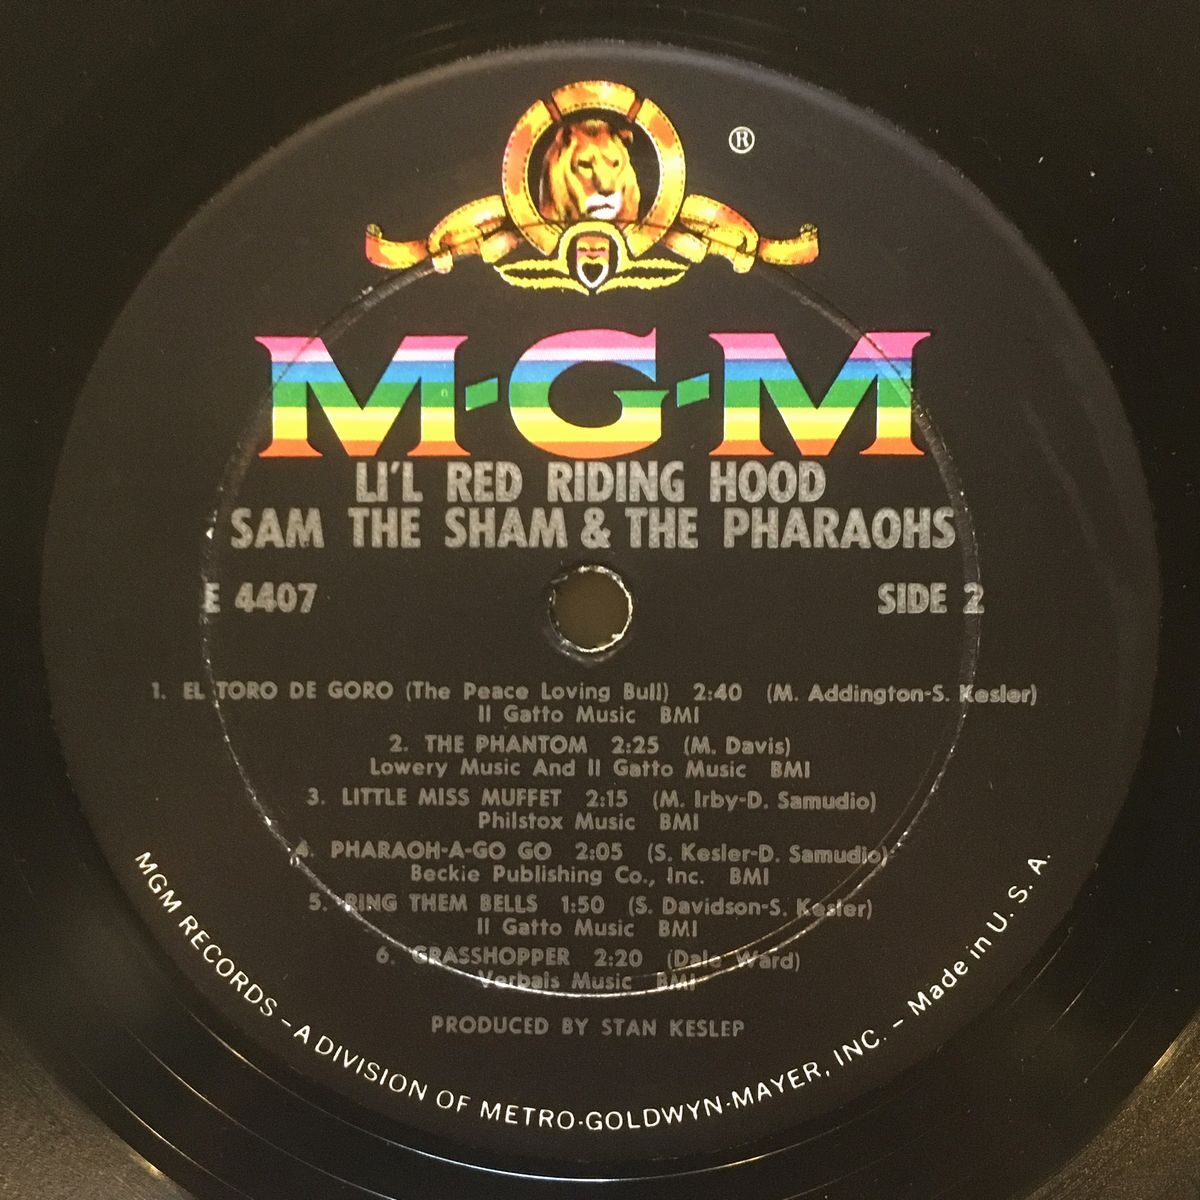 ®
M-G-M
LI'L RED RIDING HOOD
SAM THE SHAM & THE PHARAOHS
E 4407 SIDE 2
1. EL TORO DE GORO (The Peace Loving Bull) 2:40 (M. Addington-S. Kesler)
Il Gatto Music BMI
2. THE PHANTOM 2:25 (M. Davis)
Lowery Music And Il Gatto Music BMI
3. LITTLE MISS MUFFET 2:15 (M. Irby-D. Samudio)
Philstox Music BMI
4. PHARAOH-A-GO GO 2:05 (S. Kesler-D. Samudio)
Beckie Publishing Co., Inc. BMI
5. RING THEM BELLS 1:50 (S. Davidson-S. Kesler)
Il Gatto Music BMI
6. GRASSHOPPER 2:20 (Dale Ward)
Verbais Music BMI
PRODUCED BY STAN KESLEP
MGM RECORDS – A DIVISION OF METRO-GOLDWYN-MAYER, INC. – Made in U. S. A.